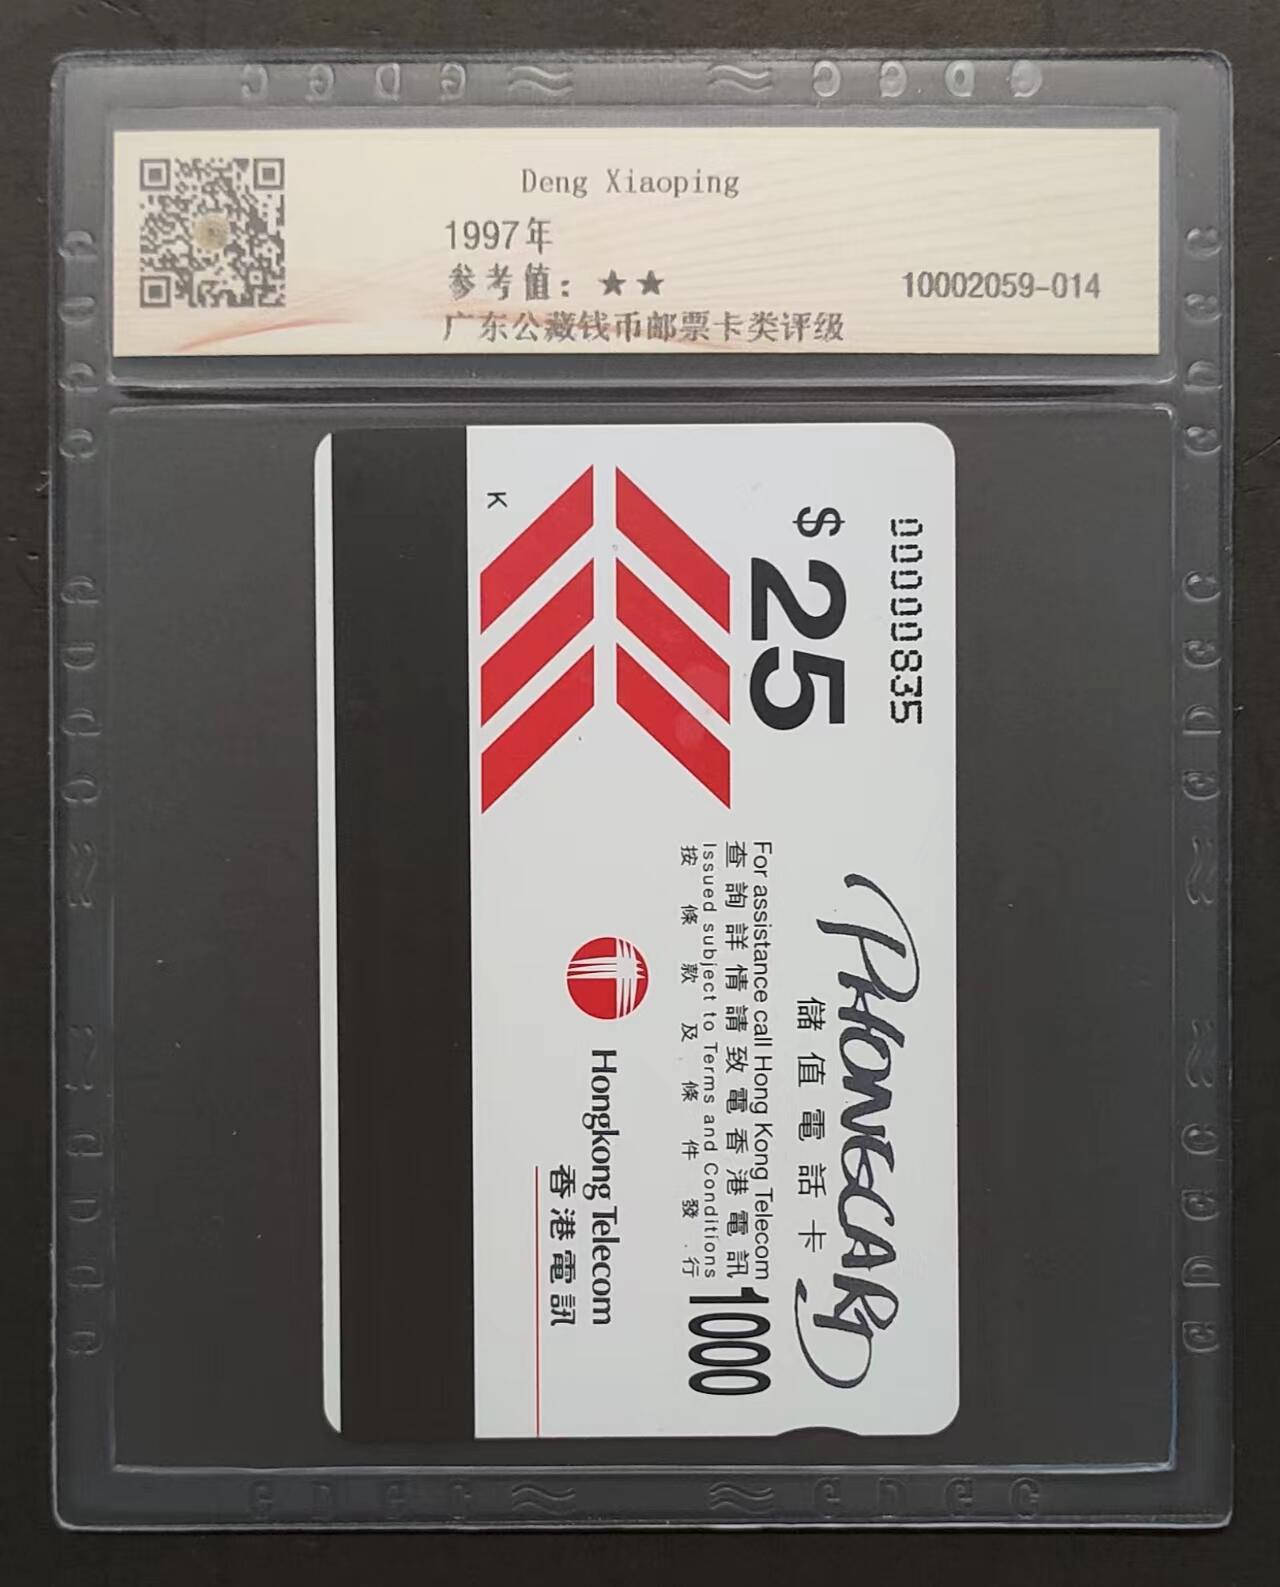 Deng Xiaoping
1997年
参考值：★★
10002059-014
广东公藏钱币邮票卡类评级
00000835
$25
K
PHONECARD
儲值電話卡
For assistance call Hong Kong Telecom
查詢詳情請致電香港電訊
Issued subject to Terms and Conditions
按條款及條件發行
1000
Hongkong Telecom
香港電訊